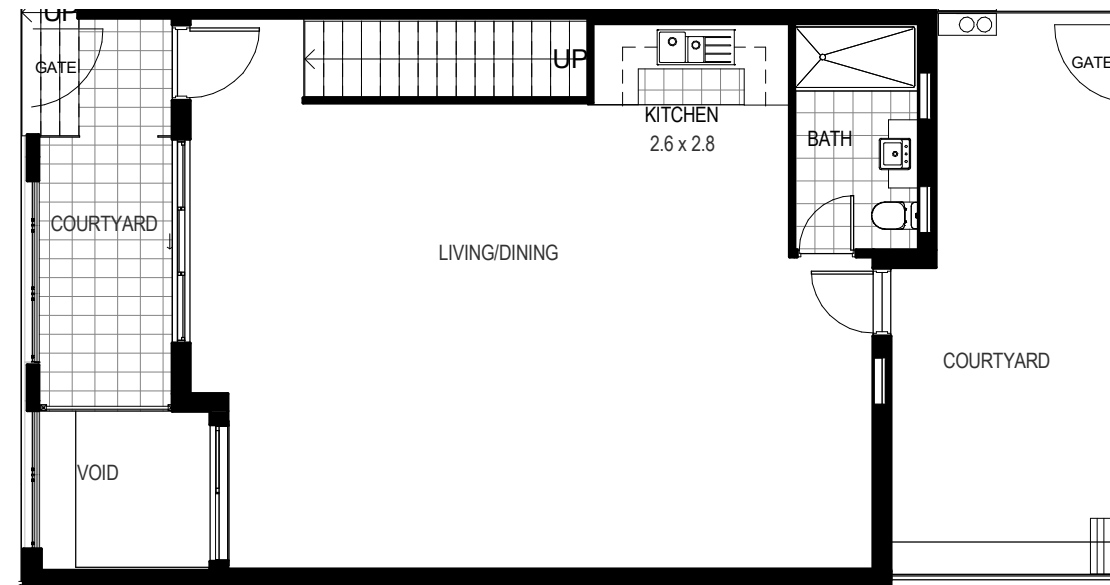 UP
GATE
UP
GATE
KITCHEN
2.6 x 2.8
BATH
COURTYARD
LIVING/DINING
COURTYARD
VOID